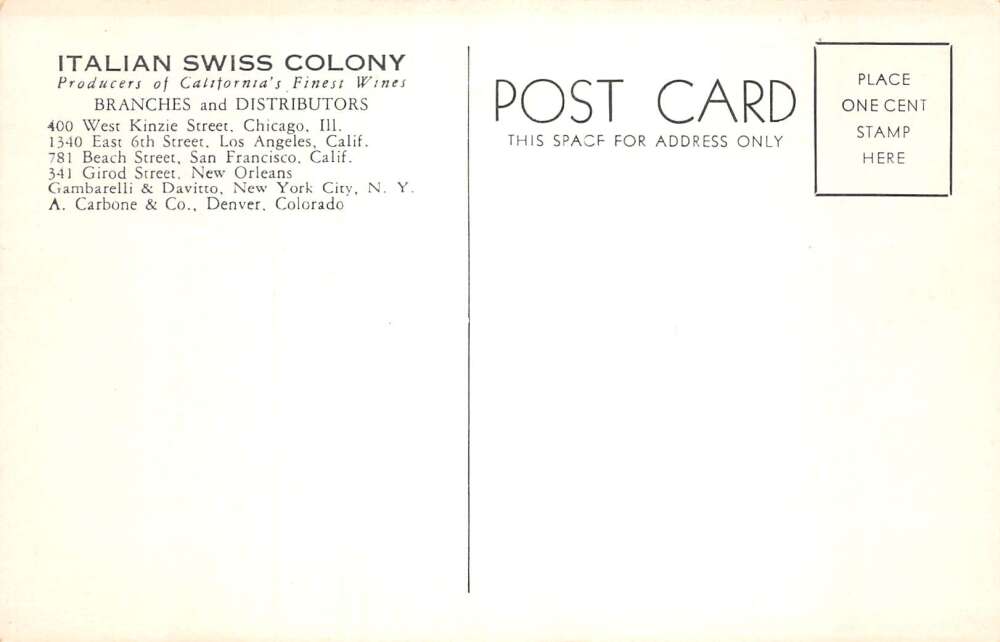 ITALIAN SWISS COLONY
Producers of California's Finest Wines
BRANCHES and DISTRIBUTORS
400 West Kinzie Street, Chicago, Ill.
1340 East 6th Street, Los Angeles, Calif.
781 Beach Street, San Francisco, Calif.
341 Girod Street, New Orleans
Gambarelli & Davitto, New York City, N. Y.
A. Carbone & Co., Denver, Colorado
POST CARD
THIS SPACE FOR ADDRESS ONLY
PLACE
ONE CENT
STAMP
HERE